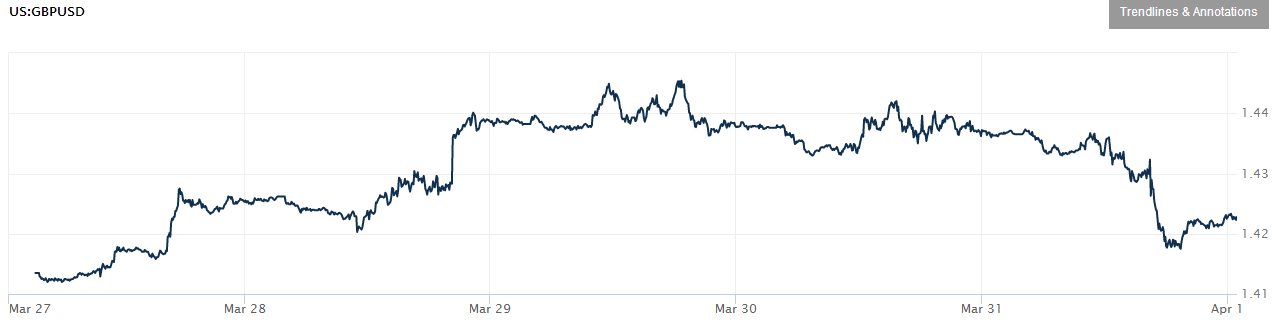 US:GBPUSD
Trendlines & Annotations
1.44
1.43
1.42
1.41
Mar 27 Mar 28 Mar 29 Mar 30 Mar 31 Apr 1